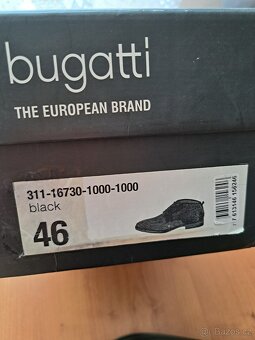 bugatti
THE EUROPEAN BRAND
311-16730-1000-1000
black
46